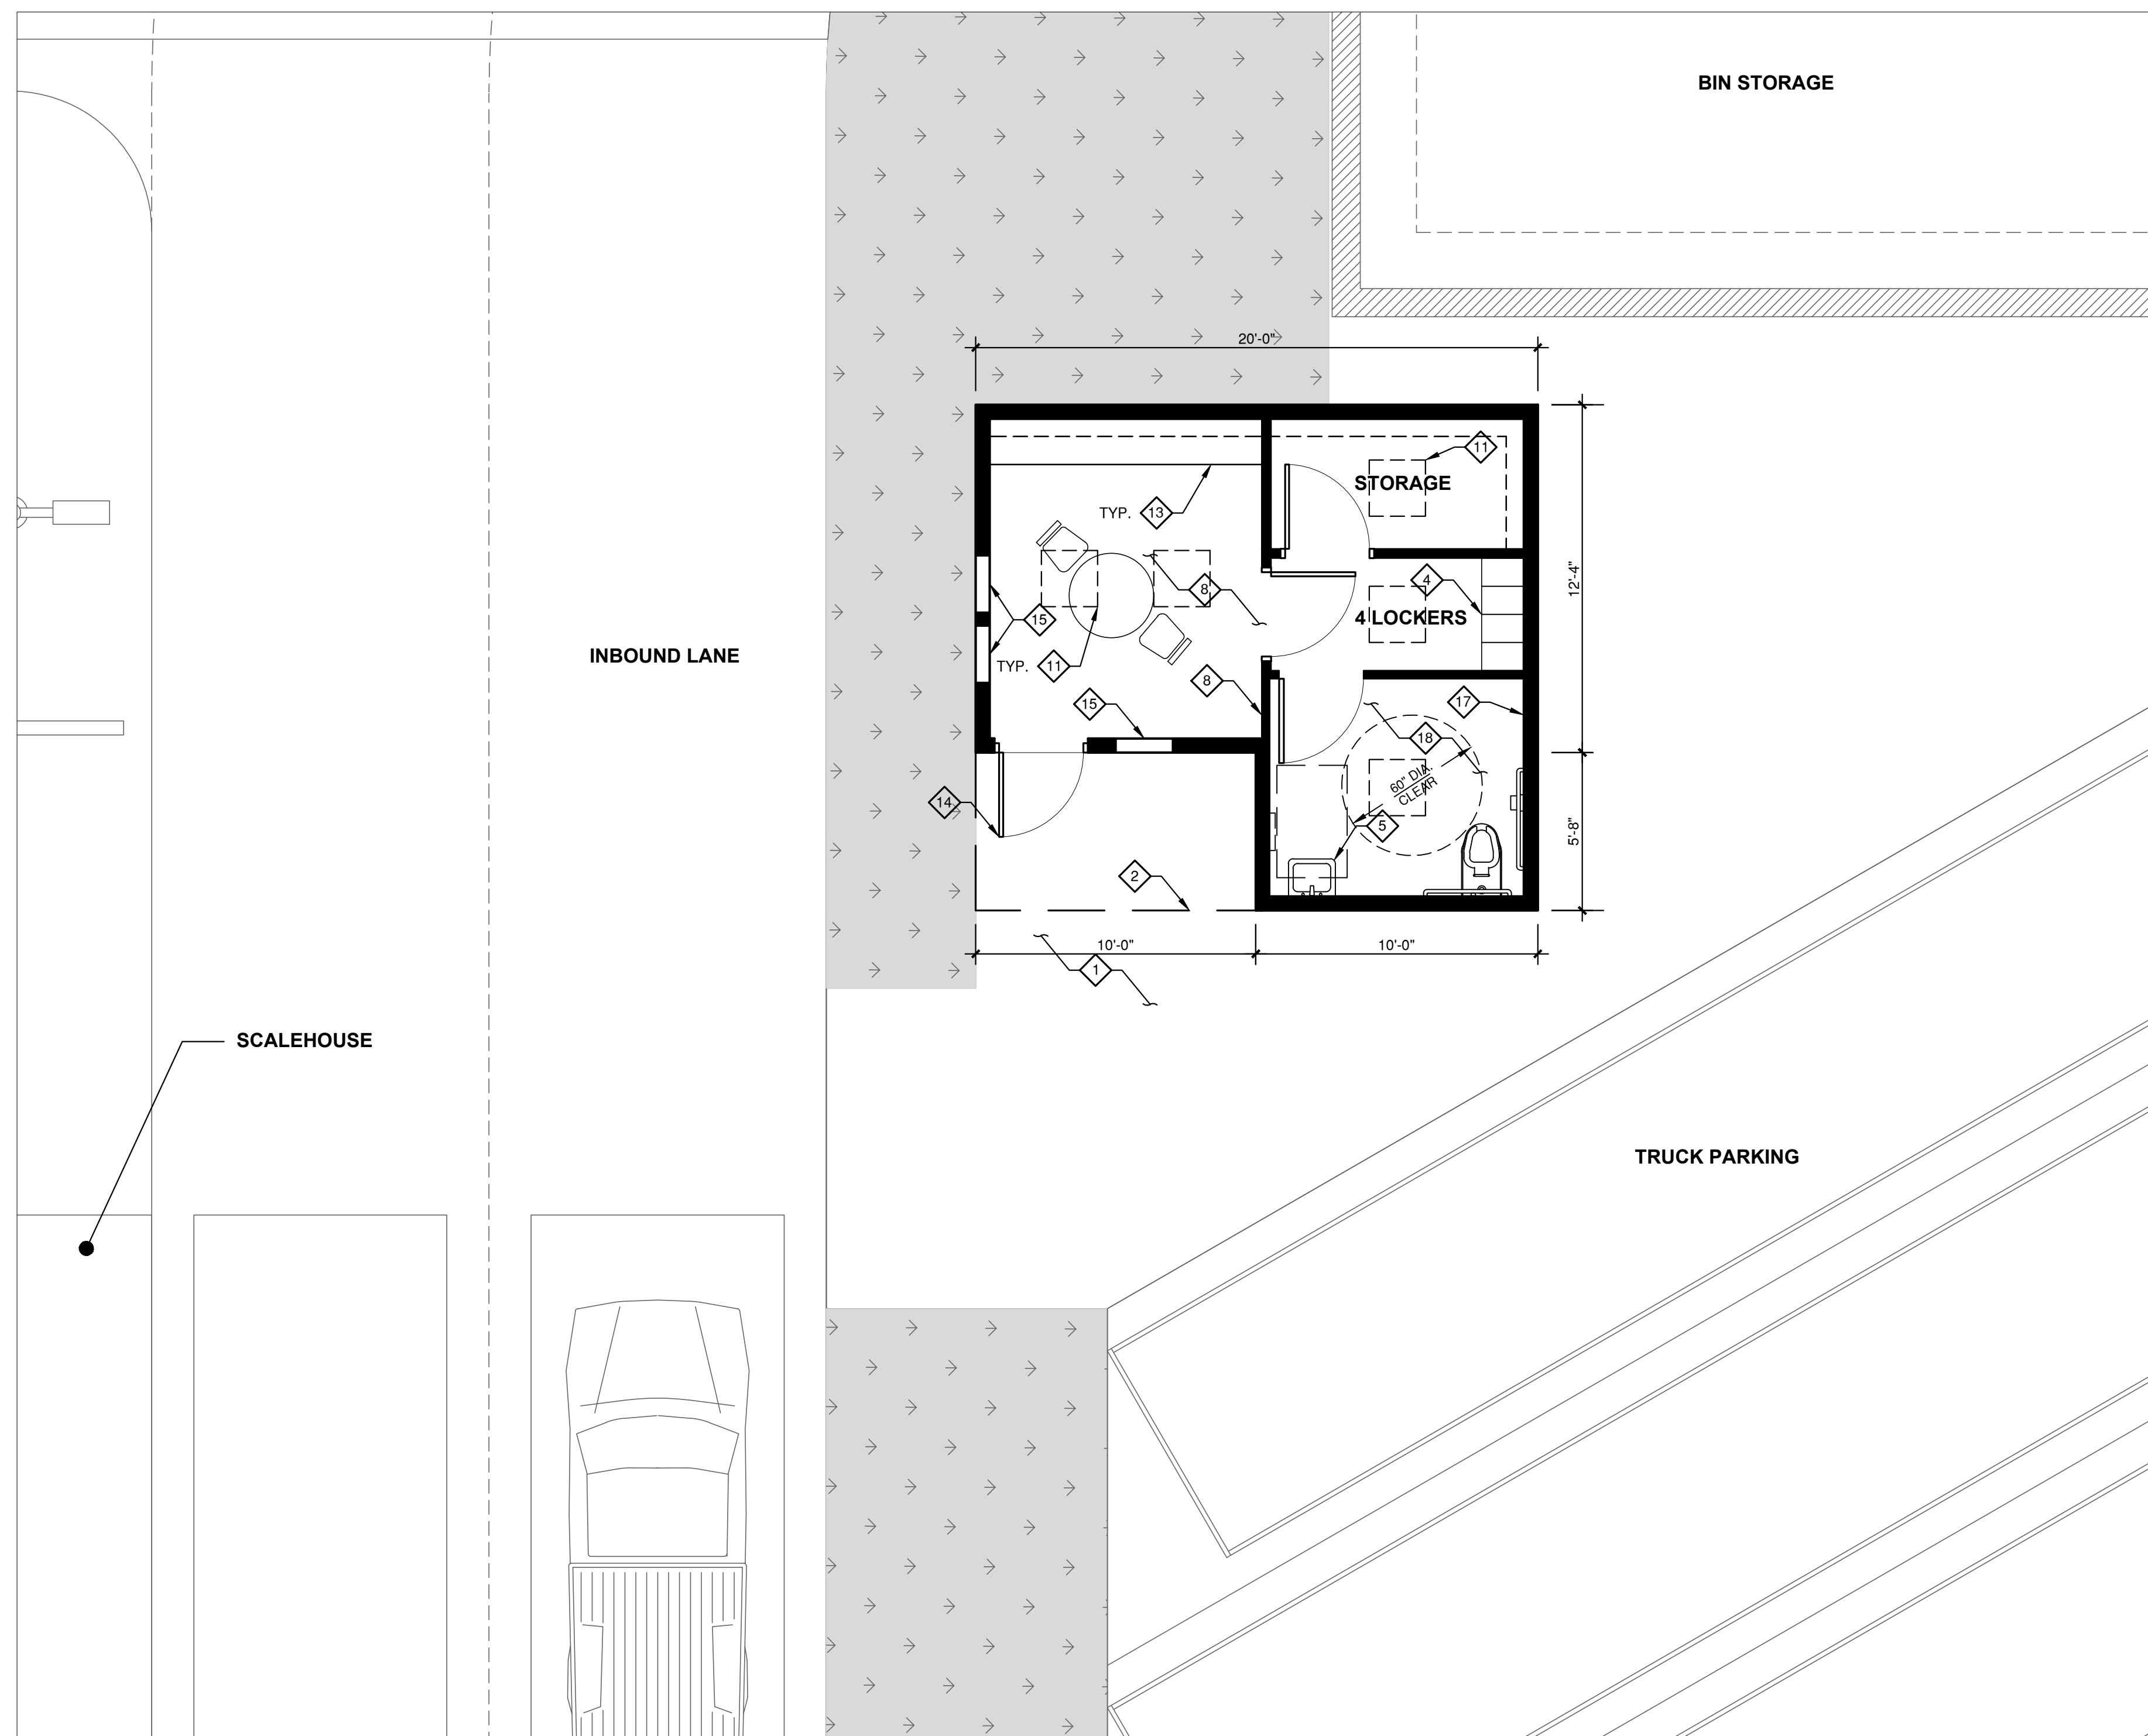 BIN STORAGE
20'-0"
11
STORAGE
TYP. 13
12'-4"
8
4
4 LOCKERS
15
INBOUND LANE
TYP. 11
8
15
17
18
60" DIA.
CLEAR
14
5
5'-8"
2
10'-0"
10'-0"
1
SCALEHOUSE
TRUCK PARKING